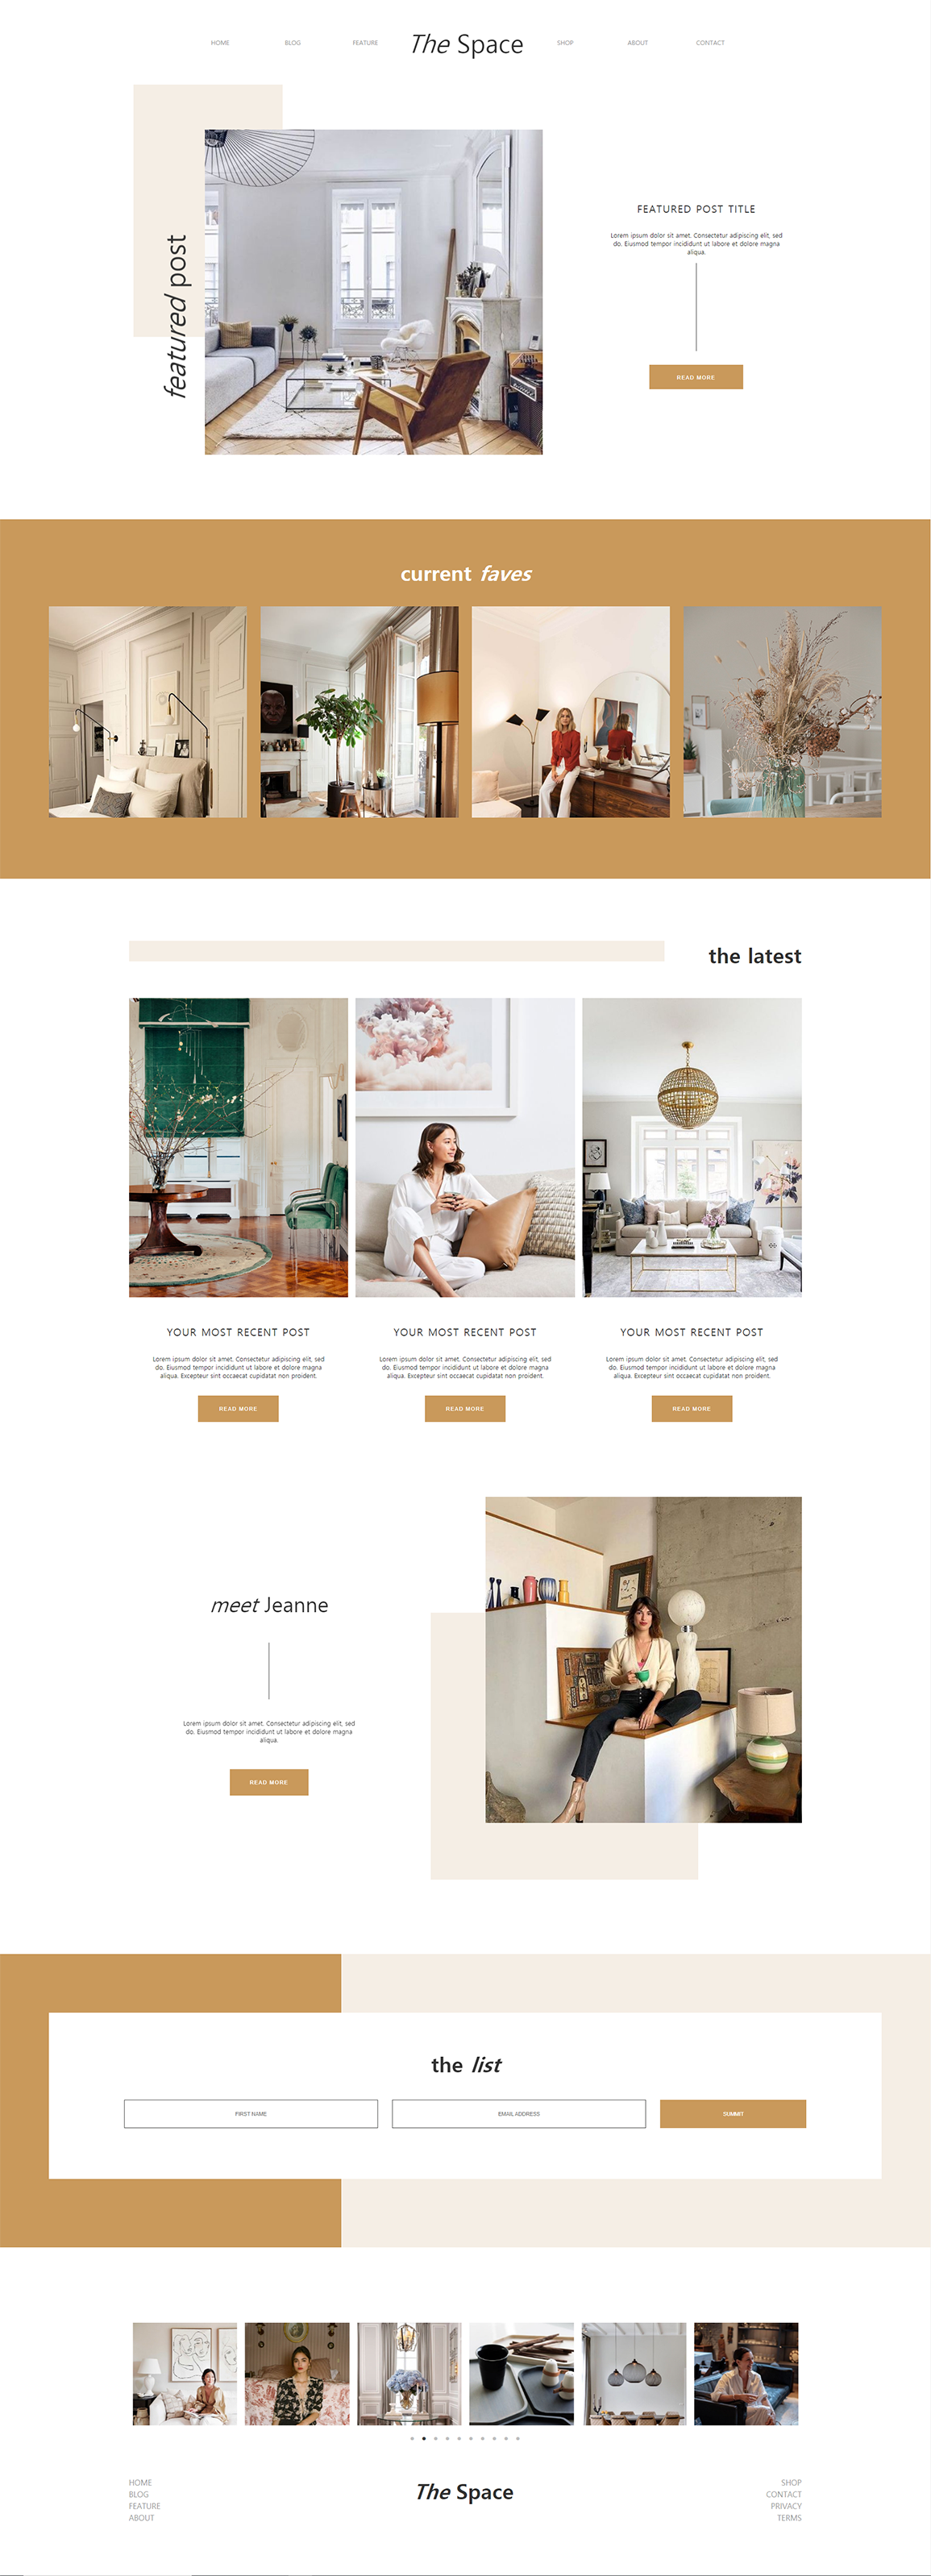 HOME BLOG FEATURE The Space SHOP ABOUT CONTACT
featured post
FEATURED POST TITLE
Lorem ipsum dolor sit amet. Consectetur adipiscing elit, sed
do. Eiusmod tempor incididunt ut labore et dolore magna
aliqua.
READ MORE
current faves
the latest
YOUR MOST RECENT POST
Lorem ipsum dolor sit amet. Consectetur adipiscing elit, sed
do. Eiusmod tempor incididunt ut labore et dolore magna
aliqua. Excepteur sint occaecat cupidatat non proident.
READ MORE
YOUR MOST RECENT POST
Lorem ipsum dolor sit amet. Consectetur adipiscing elit, sed
do. Eiusmod tempor incididunt ut labore et dolore magna
aliqua. Excepteur sint occaecat cupidatat non proident.
READ MORE
YOUR MOST RECENT POST
Lorem ipsum dolor sit amet. Consectetur adipiscing elit, sed
do. Eiusmod tempor incididunt ut labore et dolore magna
aliqua. Excepteur sint occaecat cupidatat non proident.
READ MORE
meet Jeanne
Lorem ipsum dolor sit amet. Consectetur adipiscing elit, sed
do. Eiusmod tempor incididunt ut labore et dolore magna
aliqua.
READ MORE
the list
FIRST NAME
EMAIL ADDRESS
SUMMIT
HOME
BLOG
FEATURE
ABOUT
The Space
SHOP
CONTACT
PRIVACY
TERMS